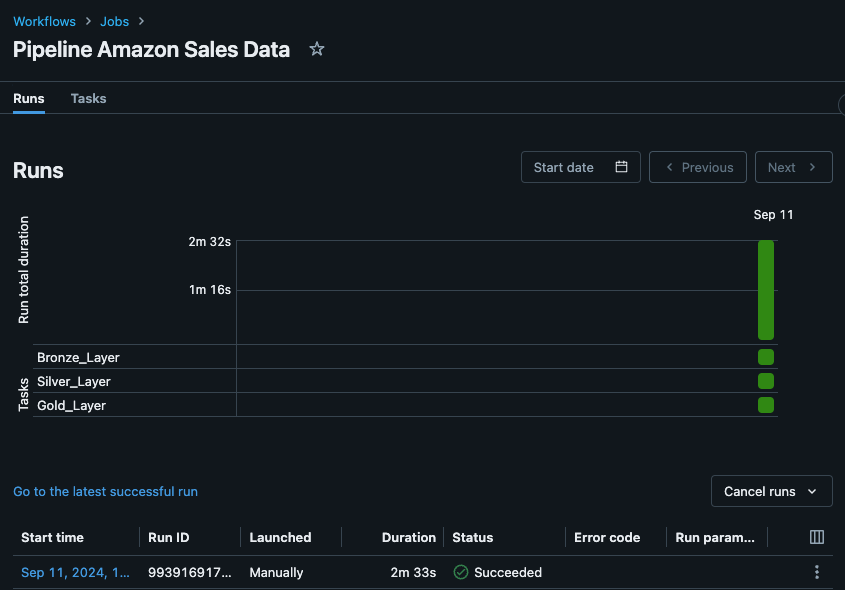 Workflows > Jobs >
Pipeline Amazon Sales Data
Runs Tasks
Runs
Start date
Previous
Next
Sep 11
Run total duration
2m 32s
1m 16s
Tasks
Bronze_Layer
Silver_Layer
Gold_Layer
Go to the latest successful run
Cancel runs
Start time Run ID Launched Duration Status Error code Run param...
Sep 11, 2024, 1... 993916917... Manually 2m 33s Succeeded